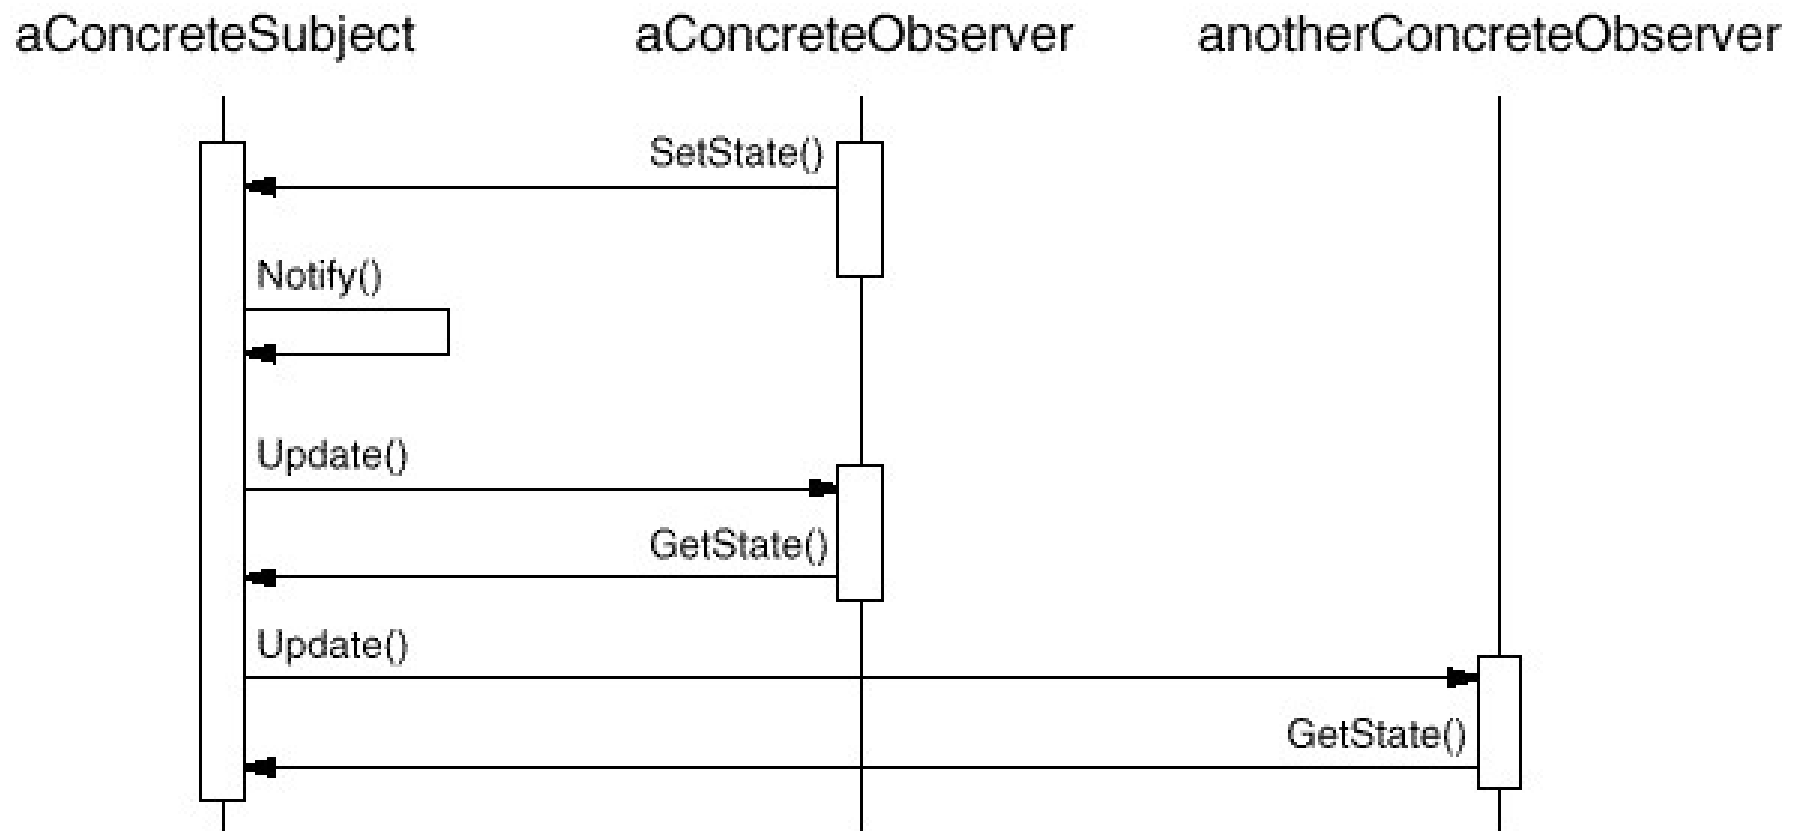 aConcreteSubject
aConcreteObserver
anotherConcreteObserver
SetState()
Notify()
Update()
GetState()
Update()
GetState()